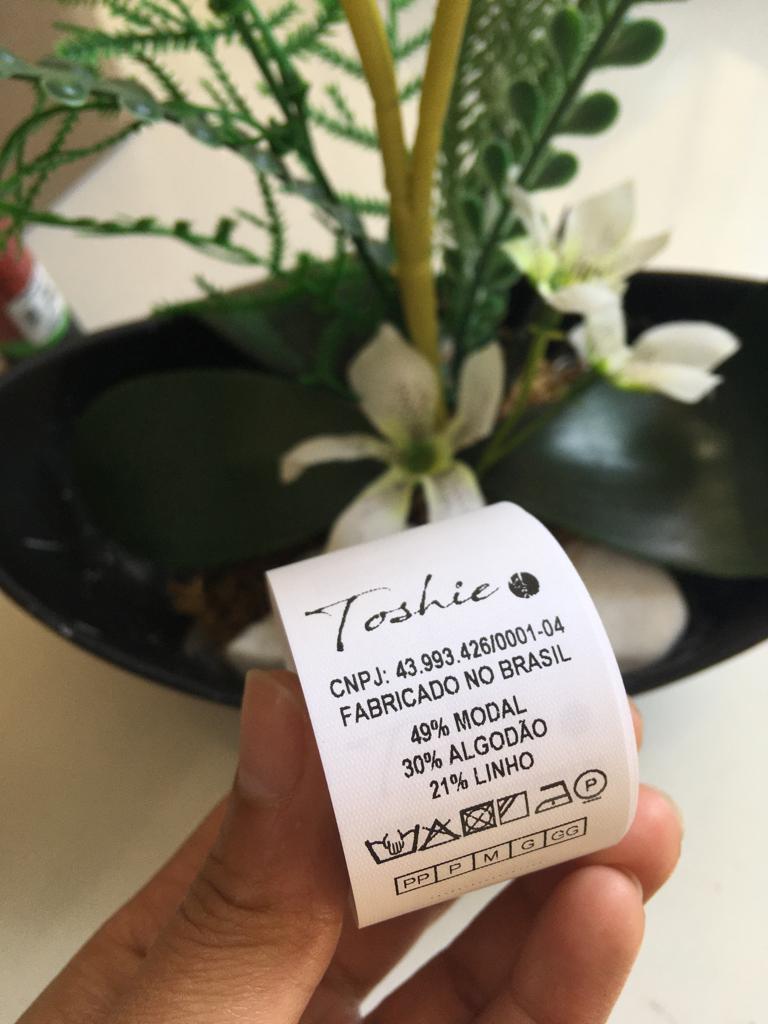 Toshie
CNPJ: 43.993.426/0001-04
FABRICADO NO BRASIL
49% MODAL
30% ALGODÃO
21% LINHO
P
PP P M G GG